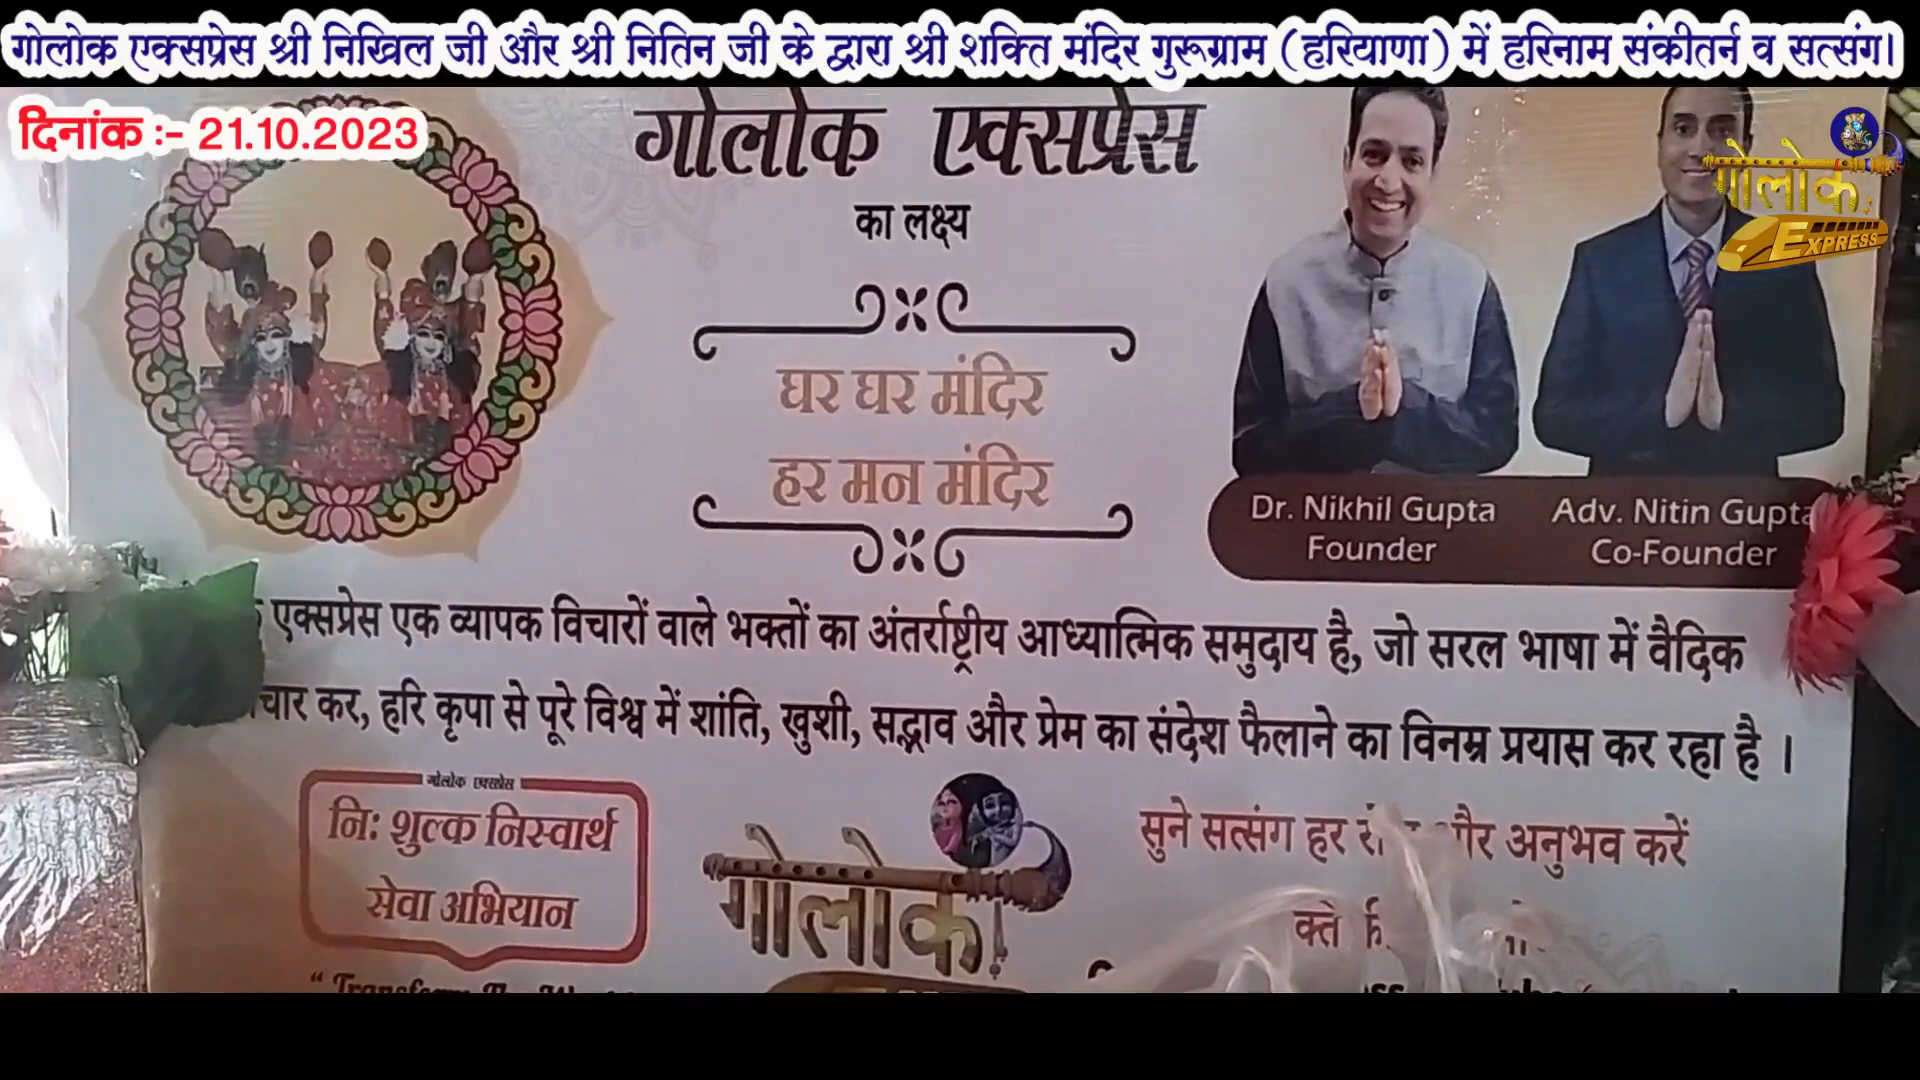 गोलोक एक्सप्रेस श्री निखिल जी और श्री नितिन जी के द्वारा श्री शक्ति मंदिर गुरूग्राम (हरियाणा) में हरिनाम संकीतर्न व सत्संग।
दिनांक :- 21.10.2023
गोलोक एक्सप्रेस
का लक्ष्य
गोलोक
EXPRESS
घर घर मंदिर
हर मन मंदिर
Dr. Nikhil Gupta
Founder
Adv. Nitin Gupta
Co-Founder
एक्सप्रेस एक व्यापक विचारों वाले भक्तों का अंतर्राष्ट्रीय आध्यात्मिक समुदाय है, जो सरल भाषा में वैदिक
कर, हरि कृपा से पूरे विश्व में शांति, खुशी, सद्भाव और प्रेम का संदेश फैलाने का विनम्र प्रयास कर रहा है ।
गोलोक एक्सप्रेस
नि: शुल्क निस्वार्थ
सेवा अभियान
गोलोक
सुने सत्संग हर और अनुभव करें